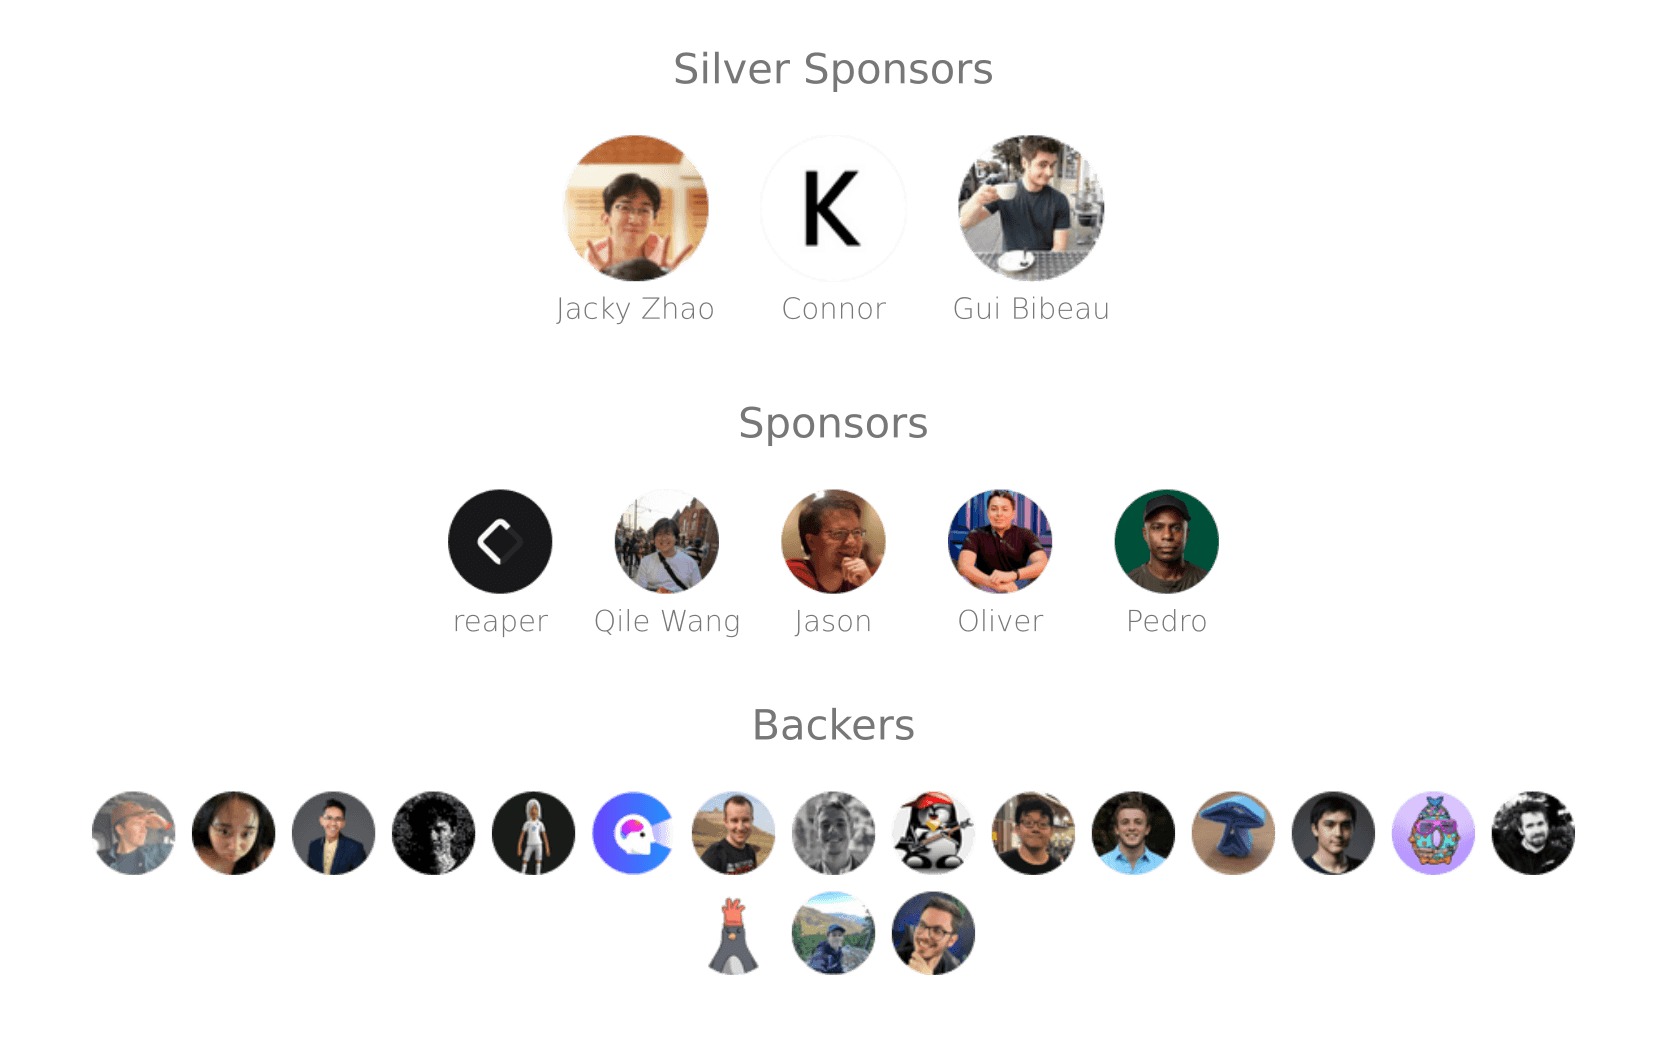 Silver Sponsors
K
Jacky Zhao Connor Gui Bibeau
Sponsors
reaper Qile Wang Jason Oliver Pedro
Backers